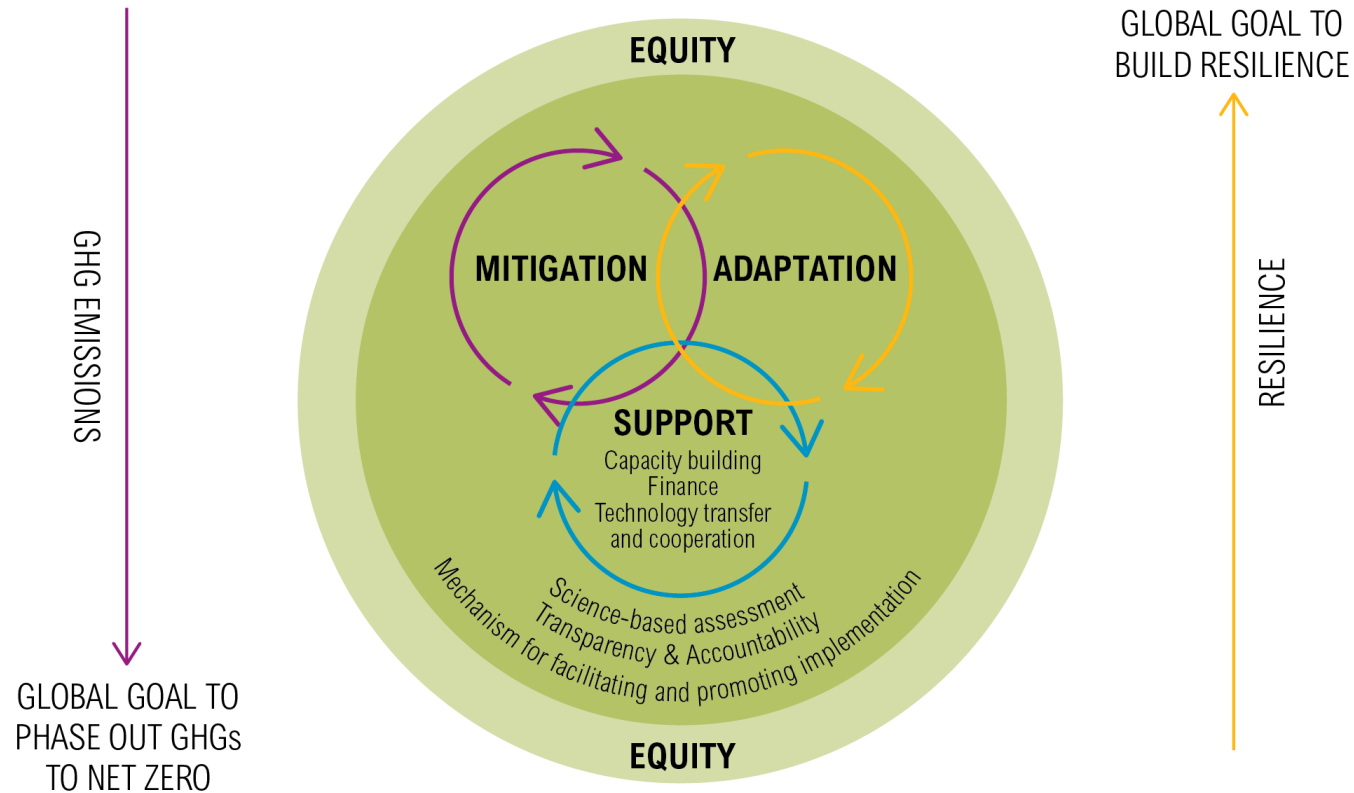 EQUITY
GLOBAL GOAL TO
BUILD RESILIENCE
GHG EMISSIONS
MITIGATION
ADAPTATION
RESILIENCE
SUPPORT
Capacity building
Finance
Technology transfer
and cooperation
Science-based assessment
Transparency & Accountability
Mechanism for facilitating and promoting implementation
GLOBAL GOAL TO
PHASE OUT GHGs
TO NET ZERO
EQUITY